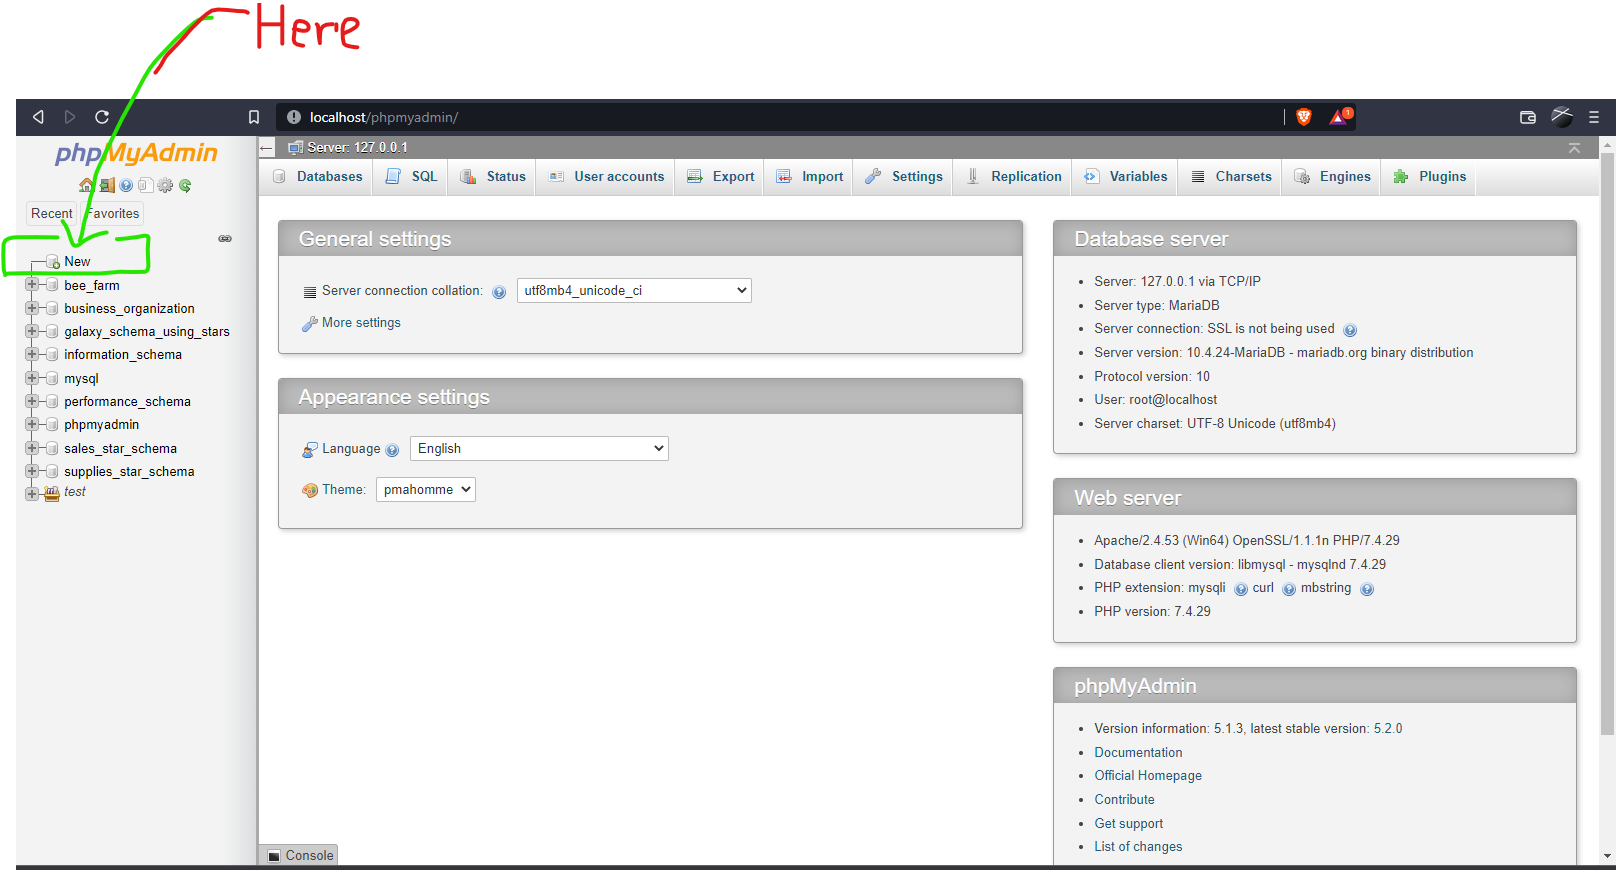 Here
localhost/phpmyadmin/
1
phpMyAdmin
Recent
Favorites
New
bee_farm
business_organization
galaxy_schema_using_stars
information_schema
mysql
performance_schema
phpmyadmin
sales_star_schema
supplies_star_schema
test
Server: 127.0.0.1
Databases SQL Status User accounts Export Import Settings Replication Variables Charsets Engines Plugins
General settings
Server connection collation: utf8mb4_unicode_ci
More settings
Appearance settings
Language English
Theme: pmahomme
Database server
Server: 127.0.0.1 via TCP/IP
Server type: MariaDB
Server connection: SSL is not being used
Server version: 10.4.24-MariaDB - mariadb.org binary distribution
Protocol version: 10
User: root@localhost
Server charset: UTF-8 Unicode (utf8mb4)
Web server
Apache/2.4.53 (Win64) OpenSSL/1.1.1n PHP/7.4.29
Database client version: libmysql - mysqlnd 7.4.29
PHP extension: mysqli curl mbstring
PHP version: 7.4.29
phpMyAdmin
Version information: 5.1.3, latest stable version: 5.2.0
Documentation
Official Homepage
Contribute
Get support
List of changes
Console